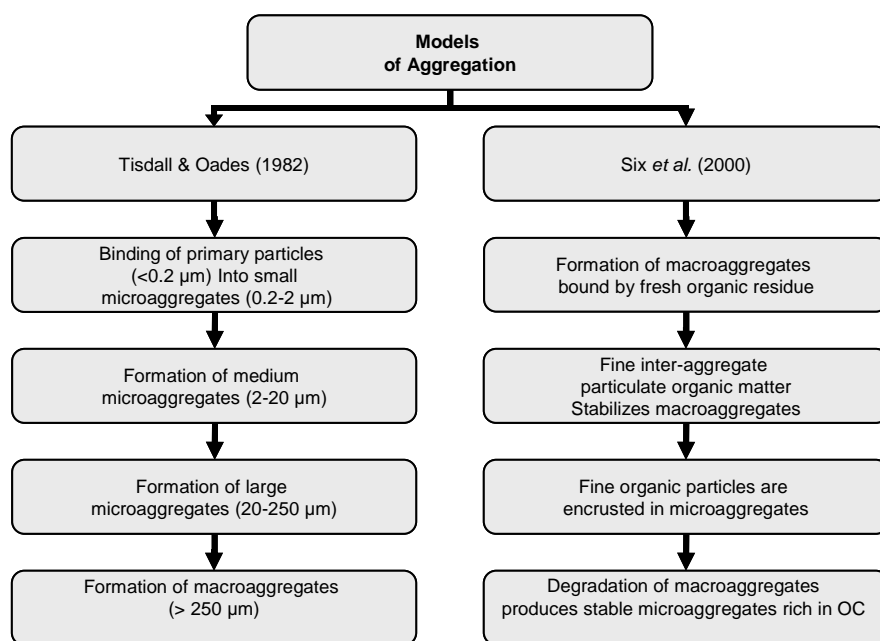 Models
of Aggregation
Tisdall & Oades (1982)
Binding of primary particles
(<0.2 µm) Into small
microaggregates (0.2-2 µm)
Formation of medium
microaggregates (2-20 µm)
Formation of large
microaggregates (20-250 µm)
Formation of macroaggregates
(> 250 µm)
Six et al. (2000)
Formation of macroaggregates
bound by fresh organic residue
Fine inter-aggregate
particulate organic matter
Stabilizes macroaggregates
Fine organic particles are
encrusted in microaggregates
Degradation of macroaggregates
produces stable microaggregates rich in OC